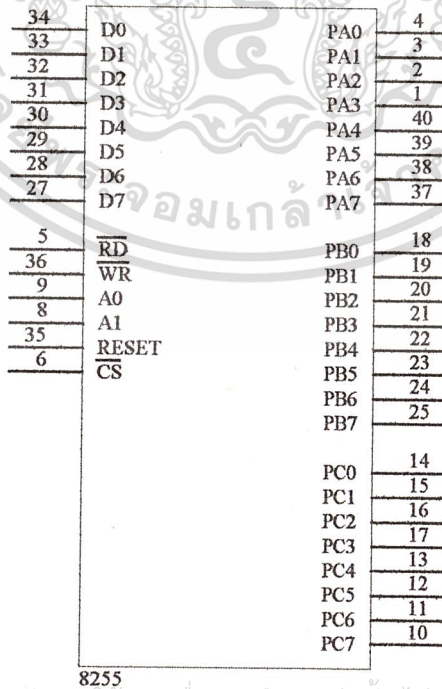 34 D0 PA0 4
33 D1 PA1 3
32 D2 PA2 2
31 D3 PA3 1
30 D4 PA4 40
29 D5 PA5 39
28 D6 PA6 38
27 D7 PA7 37
5 RD PB0 18
36 WR PB1 19
9 A0 PB2 20
8 A1 PB3 21
35 RESET PB4 22
6 CS PB5 23
PB6 24
PB7 25
PC0 14
PC1 15
PC2 16
PC3 17
PC4 13
PC5 12
PC6 11
PC7 10
8255